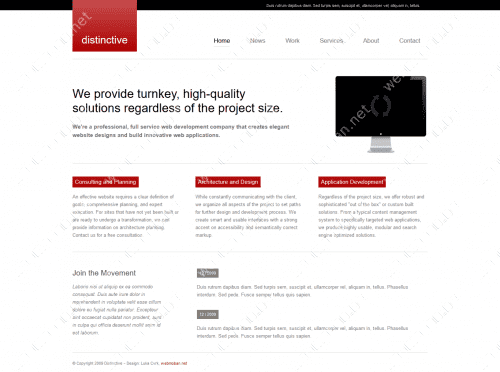 Duis rutrum dapibus diam. Sed turpis sem, suscipit et, ullamcorper vel, aliquam in, tellus.
distinctive
Home News Work Services About Contact
We provide turnkey, high-quality
solutions regardless of the project size.
We're a professional, full service web development company that creates elegant
website designs and build innovative web applications.
Consulting and Planning
An effective website requires a clear definition of
goals, comprehensive planning, and expert
execution. For sites that have not yet been built or
are ready to undergo a transformation, we can
provide information on architecture planning.
Contact us for a free consultation.
Architecture and Design
While constantly communicating with the client,
we organize all aspects of the project to set paths
for further design and development process. We
create smart and usable interfaces with a strong
accent on accessibility and semantically correct
markup.
Application Development
Regardless of the project size, we offer robust and
sophisticated "out of the box" or custom built
solutions. From a typical content management
system to specifically targeted web applications,
we produce highly usable, modular and search
engine optimized solutions.
Join the Movement
Laboris nisi ut aliquip ex ea commodo
consequat. Duis aute irure dolor in
reprehenderit in voluptate velit esse cillum
dolore eu fugiat nulla pariatur. Excepteur
sint occaecat cupidatat non proident, sunt
in culpa qui officia deserunt mollit anim id
est laborum.
2009
Duis rutrum dapibus diam. Sed turpis sem, suscipit et, ullamcorper vel, aliquam in, tellus. Phasellus
interdum. Sed pede. Fusce semper tellus quis sapien.
12 / 2009
Duis rutrum dapibus diam. Sed turpis sem, suscipit et, ullamcorper vel, aliquam in, tellus. Phasellus
interdum. Sed pede. Fusce semper tellus quis sapien.
© Copyright 2009 Distinctive – Design: Luka Cvrk,